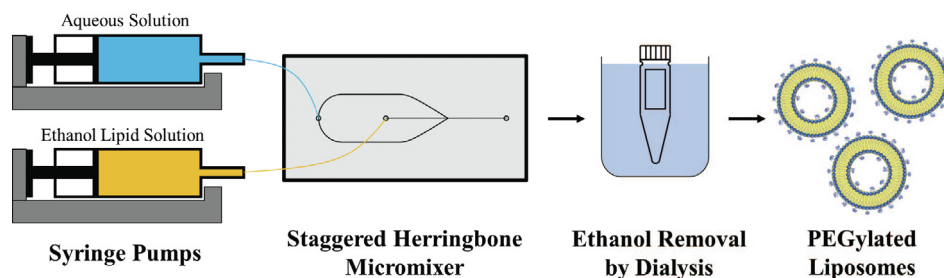 Aqueous Solution
Ethanol Lipid Solution
Syringe Pumps
Staggered Herringbone
Micromixer
Ethanol Removal
by Dialysis
PEGylated
Liposomes